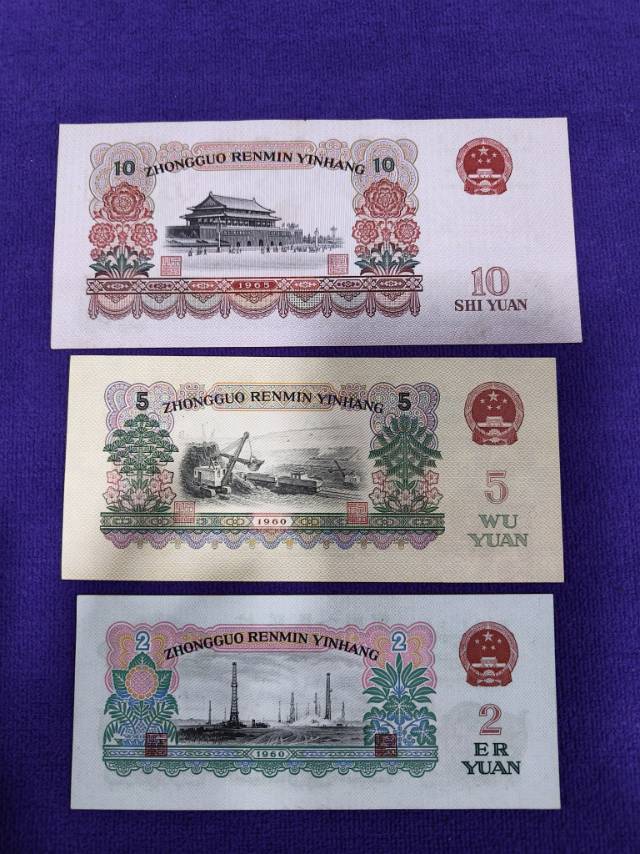 10 ZHONGGUO RENMIN YINHANG 10
1965
10
SHI YUAN
5 ZHONGGUO RENMIN YINHANG 5
1960
5
WU
YUAN
2 ZHONGGUO RENMIN YINHANG 2
1960
2
ER
YUAN